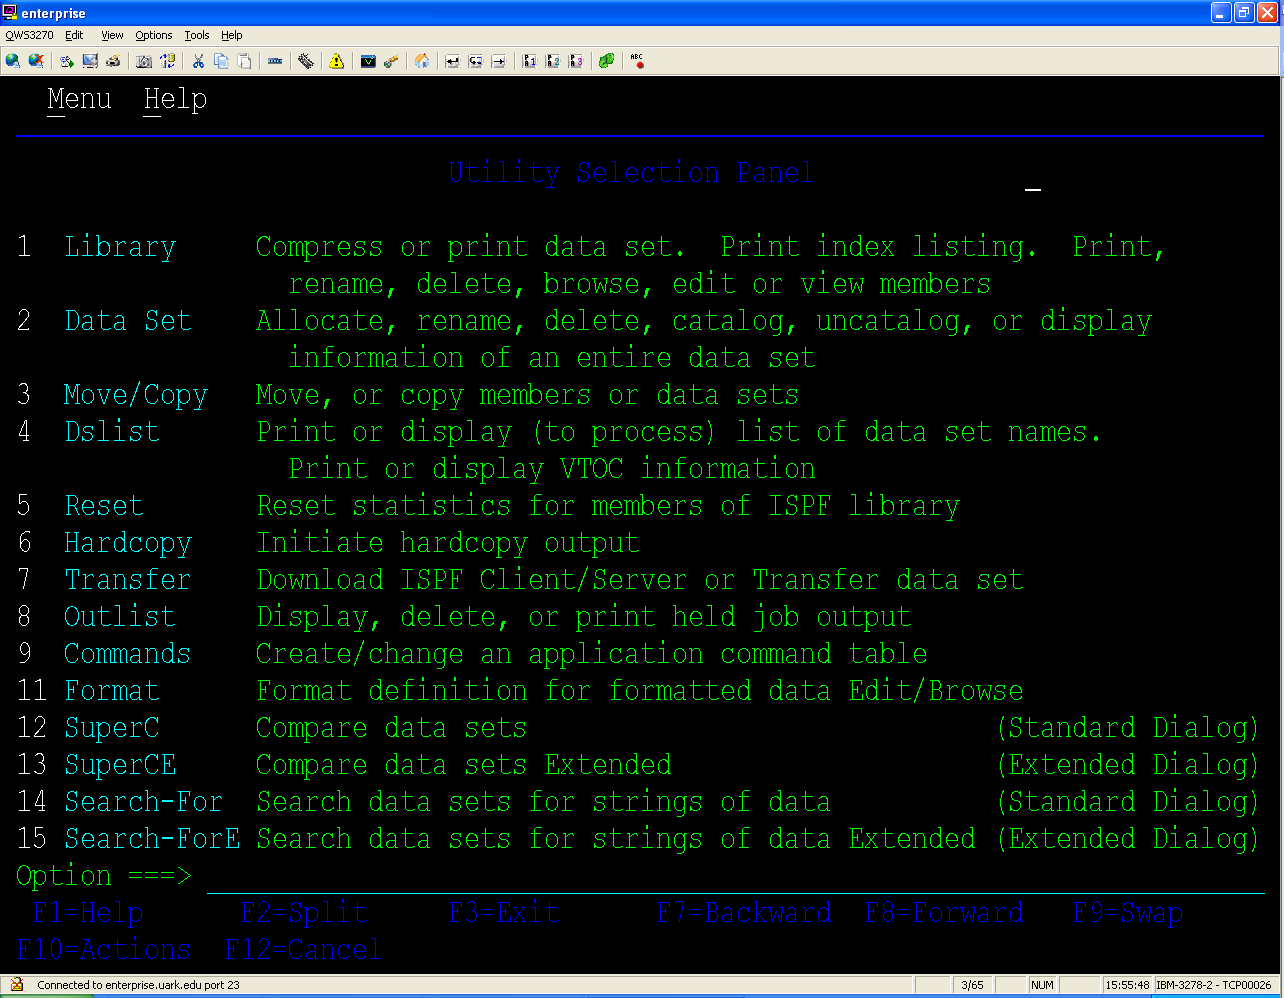 enterprise
QWS3270 Edit View Options Tools Help
ABC
Menu Help
Utility Selection Panel
1 Library Compress or print data set. Print index listing. Print,
rename, delete, browse, edit or view members
2 Data Set Allocate, rename, delete, catalog, uncatalog, or display
information of an entire data set
3 Move/Copy Move, or copy members or data sets
4 Dslist Print or display (to process) list of data set names.
Print or display VTOC information
5 Reset Reset statistics for members of ISPF library
6 Hardcopy Initiate hardcopy output
7 Transfer Download ISPF Client/Server or Transfer data set
8 Outlist Display, delete, or print held job output
9 Commands Create/change an application command table
11 Format Format definition for formatted data Edit/Browse
12 SuperC Compare data sets (Standard Dialog)
13 SuperCE Compare data sets Extended (Extended Dialog)
14 Search-For Search data sets for strings of data (Standard Dialog)
15 Search-ForE Search data sets for strings of data Extended (Extended Dialog)
Option ===>
F1=Help F2=Split F3=Exit F7=Backward F8=Forward F9=Swap
F10=Actions F12=Cancel
Connected to enterprise.uark.edu port 23 3/65 NUM 15:55:48 IBM-3278-2 - TCP00026